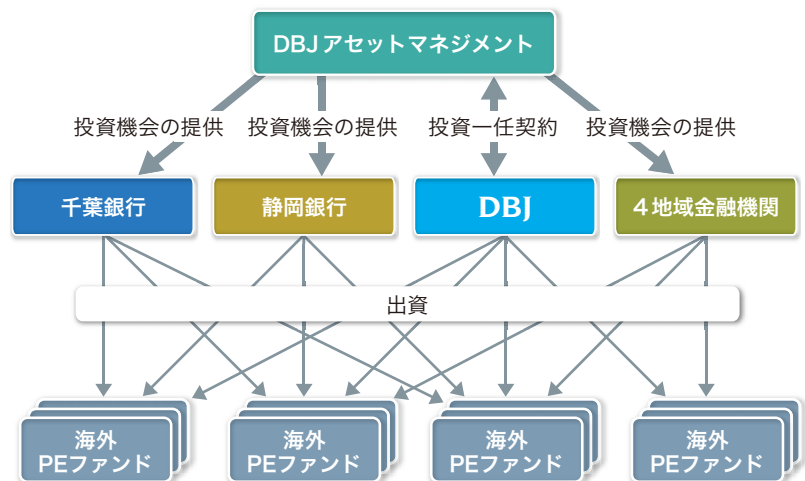 DBJアセットマネジメント
投資機会の提供
投資機会の提供
投資一任契約
投資機会の提供
千葉銀行
静岡銀行
DBJ
4地域金融機関
出資
海外
PEファンド
海外
PEファンド
海外
PEファンド
海外
PEファンド